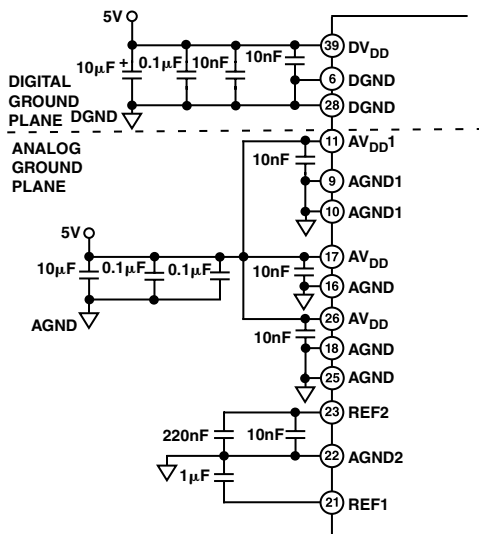 5V
39 DVDD
10μF + 0.1μF 10nF 10nF
6 DGND
DIGITAL
GROUND
PLANE DGND
28 DGND
11 AVDD1
ANALOG
GROUND
PLANE
10nF
9 AGND1
10 AGND1
5V
17 AVDD
10μF 0.1μF 0.1μF 10nF
16 AGND
AGND
26 AVDD
10nF
18 AGND
25 AGND
23 REF2
220nF 10nF
22 AGND2
1μF
21 REF1